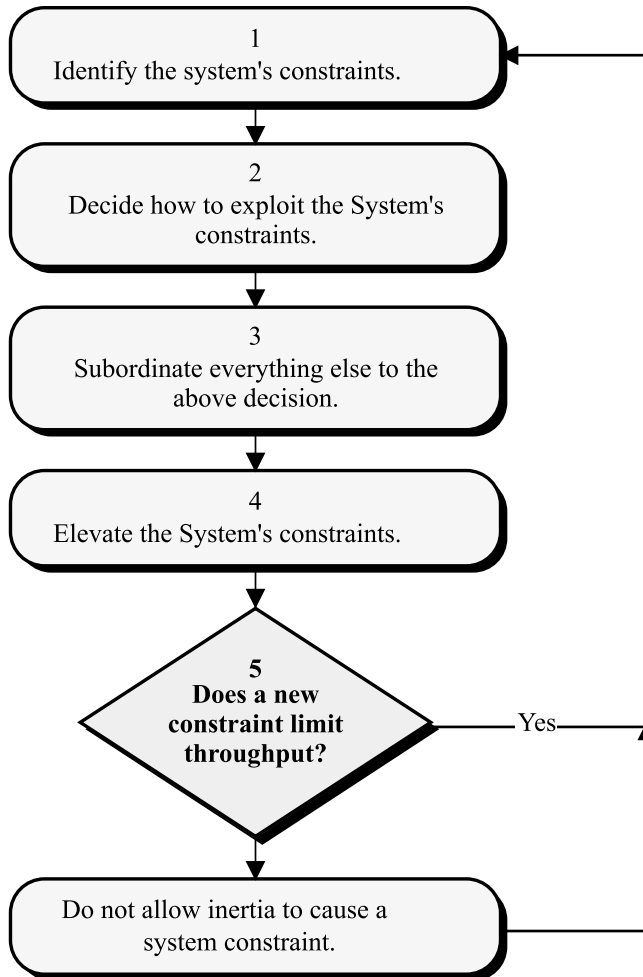 1
Identify the system's constraints.
2
Decide how to exploit the System's
constraints.
3
Subordinate everything else to the
above decision.
4
Elevate the System's constraints.
5
Does a new
constraint limit
throughput?
Yes
Do not allow inertia to cause a
system constraint.